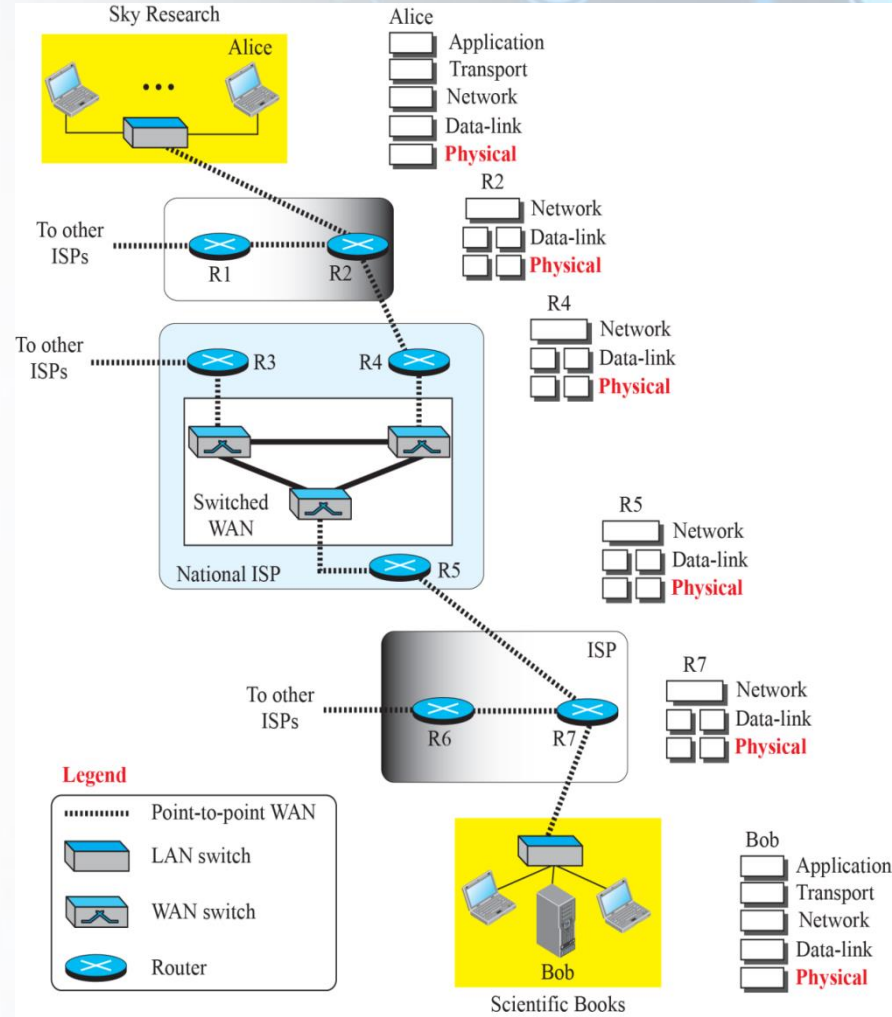 Sky Research
Alice
Alice
Application
Transport
Network
Data-link
Physical
R2
Network
Data-link
Physical
To other
ISPs
R1
R2
R4
Network
Data-link
Physical
To other
ISPs
R3
R4
Switched
WAN
National ISP
R5
R5
Network
Data-link
Physical
ISP
To other
ISPs
R6
R7
R7
Network
Data-link
Physical
Legend
Point-to-point WAN
LAN switch
WAN switch
Router
Bob
Scientific Books
Bob
Application
Transport
Network
Data-link
Physical